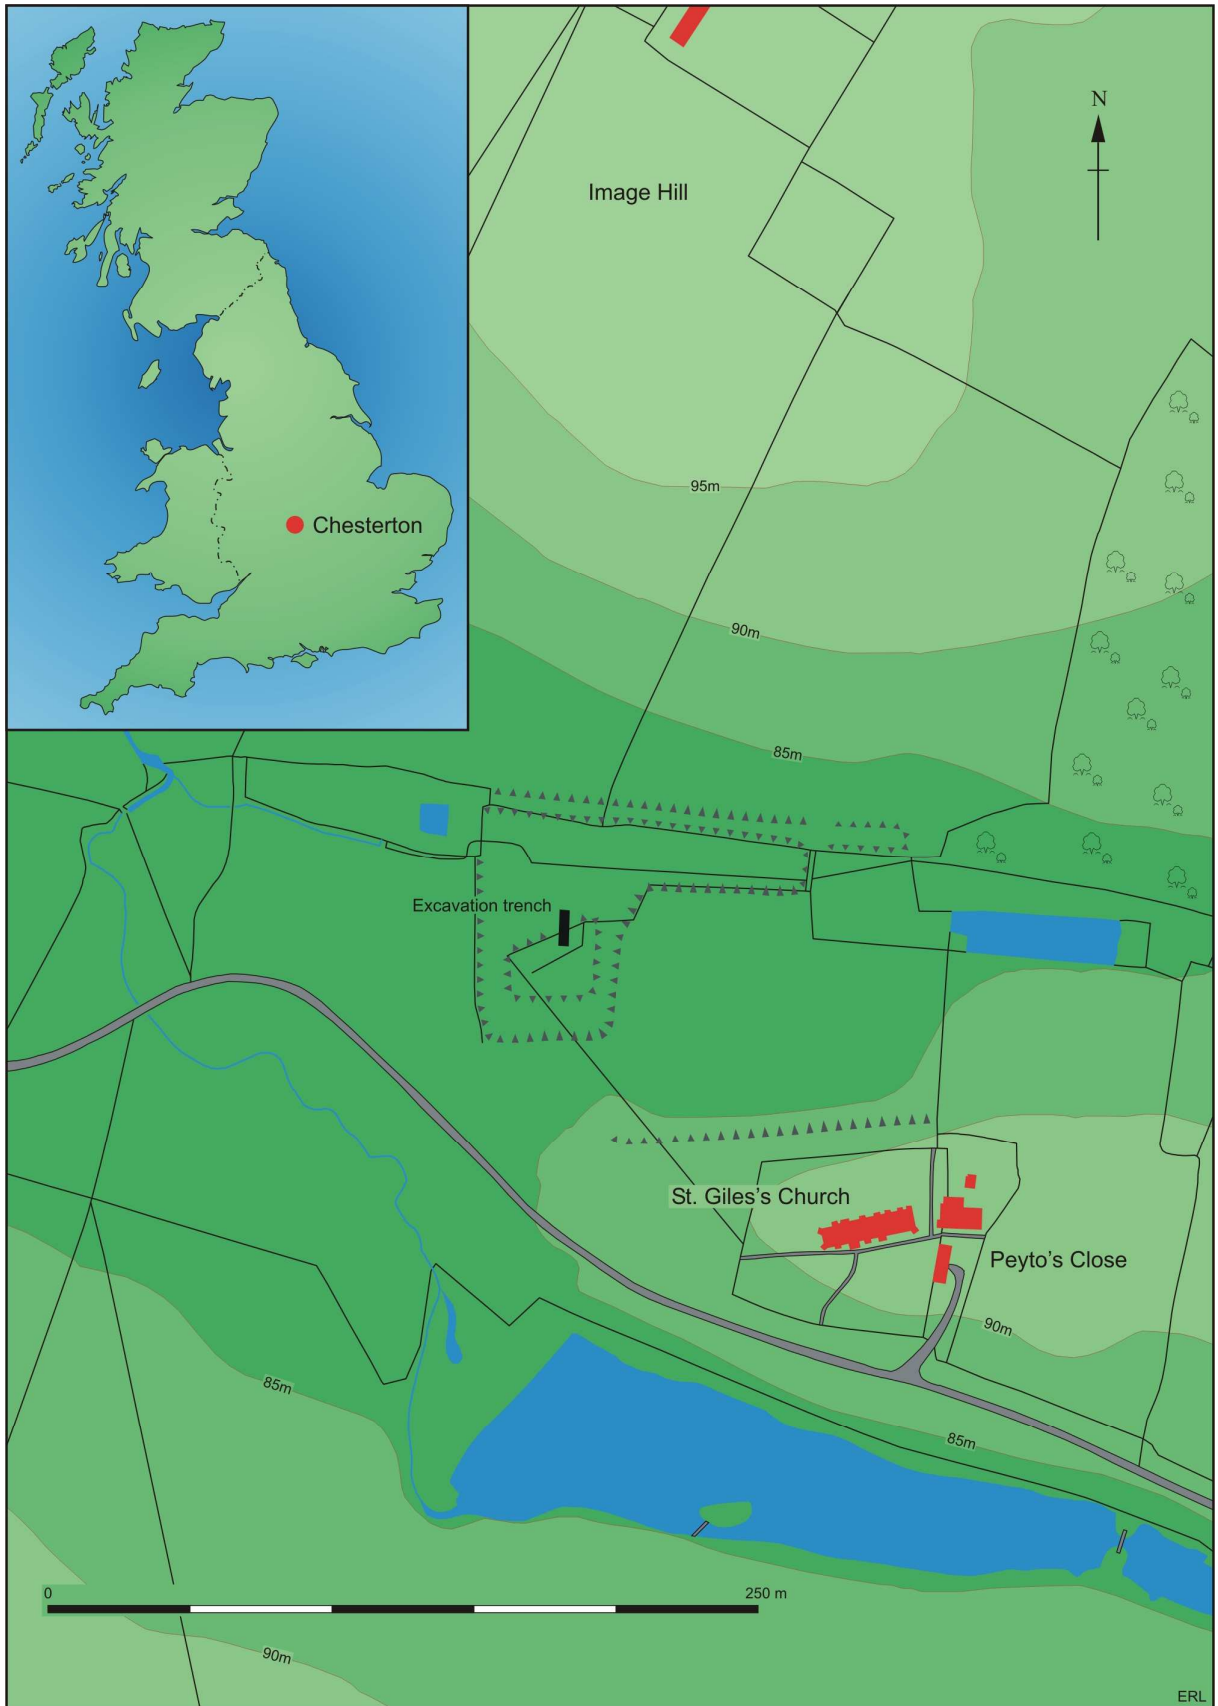 N
Image Hill
95m
Chesterton
90m
85m
Excavation trench
St. Giles's Church
Peyto's Close
90m
85m
85m
0
250 m
90m
ERL